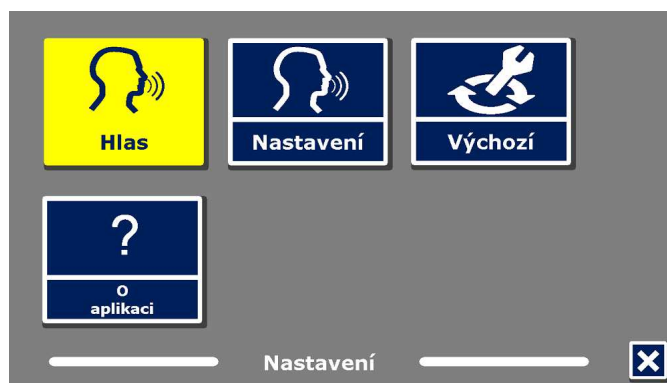 Hlas
Nastavení
Výchozí
?
O
aplikaci
Nastavení